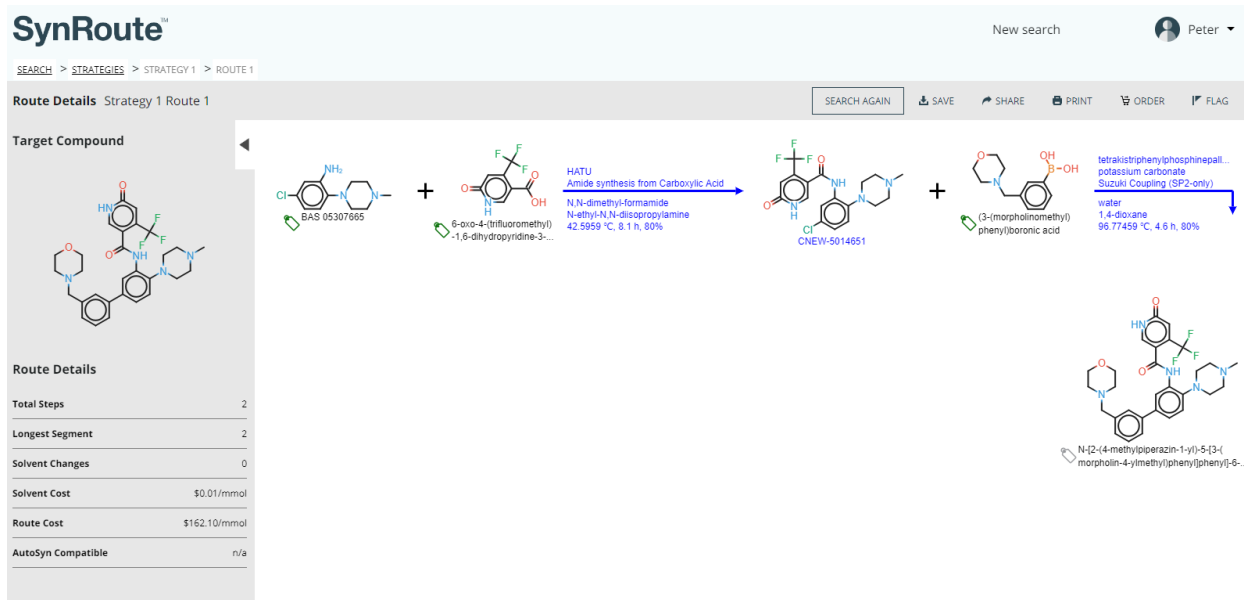 SynRoute™
New search
Peter
SEARCH > STRATEGIES > STRATEGY 1 > ROUTE 1
Route Details Strategy 1 Route 1
SEARCH AGAIN
SAVE
SHARE
PRINT
ORDER
FLAG
Target Compound
O
HN
F
F
F
O
NH
O
N
N
N
Route Details
Total Steps 2
Longest Segment 2
Solvent Changes 0
Solvent Cost $0.01/mmol
Route Cost $162.10/mmol
AutoSyn Compatible n/a
NH2
Cl
N
N
BAS 05307665
+
F
F
F
O
O
OH
N
H
6-oxo-4-(trifluoromethyl)
-1,6-dihydropyridine-3-...
HATU
Amide synthesis from Carboxylic Acid
N,N-dimethyl-formamide
N-ethyl-N,N-diisopropylamine
42.5959 °C, 8.1 h, 80%
F
F
F
O
NH
N
N
O
N
H
Cl
CNEW-5014651
+
O
N
OH
B-OH
(3-(morpholinomethyl)
phenyl)boronic acid
tetrakistriphenylphosphinepall...
potassium carbonate
Suzuki Coupling (SP2-only)
water
1,4-dioxane
96.77459 °C, 4.6 h, 80%
O
HN
F
F
F
O
NH
O
N
N
N
N-[2-(4-methylpiperazin-1-yl)-5-[3-(
morpholin-4-ylmethyl)phenyl]phenyl]-6-...